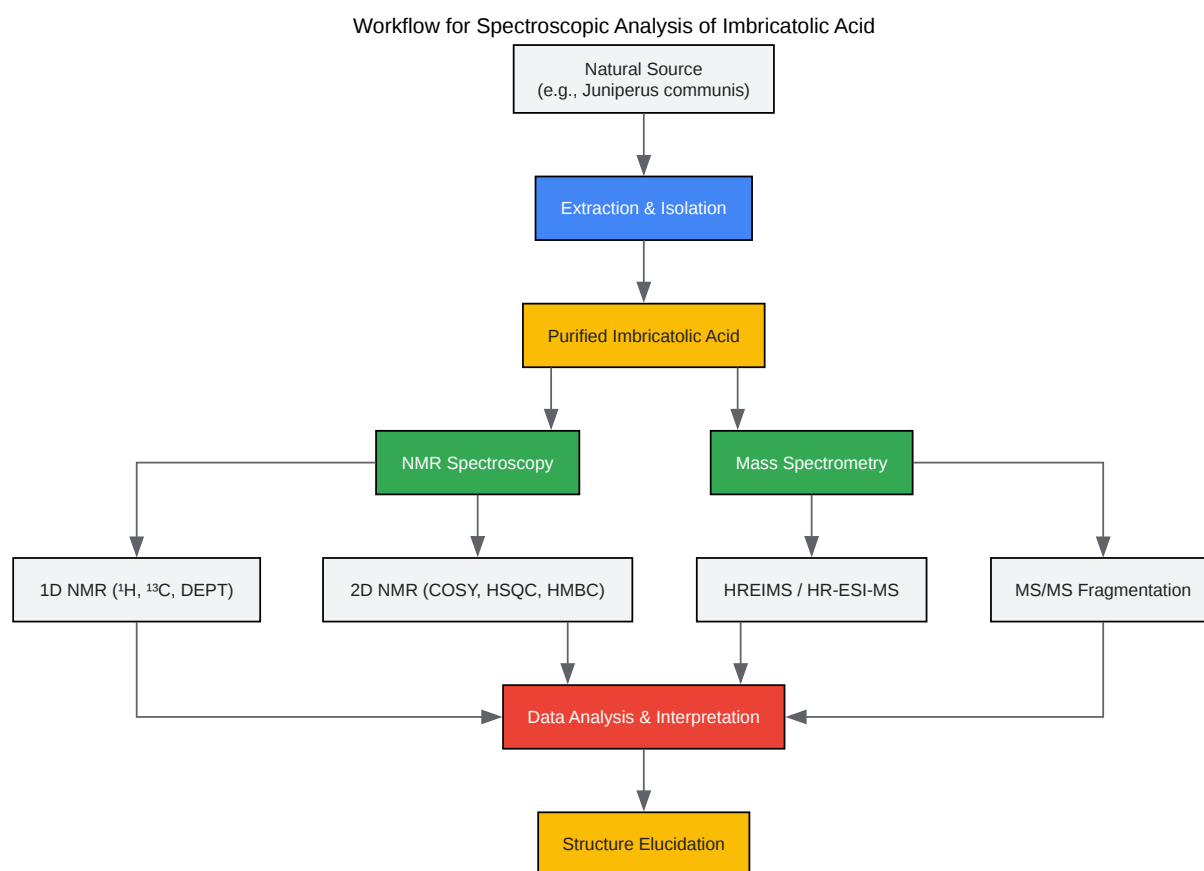 Workflow for Spectroscopic Analysis of Imbricatolic Acid
Natural Source
(e.g., Juniperus communis)
Extraction & Isolation
Purified Imbricatolic Acid
NMR Spectroscopy
Mass Spectrometry
1D NMR (¹H, ¹³C, DEPT)
2D NMR (COSY, HSQC, HMBC)
HREIMS / HR-ESI-MS
MS/MS Fragmentation
Data Analysis & Interpretation
Structure Elucidation